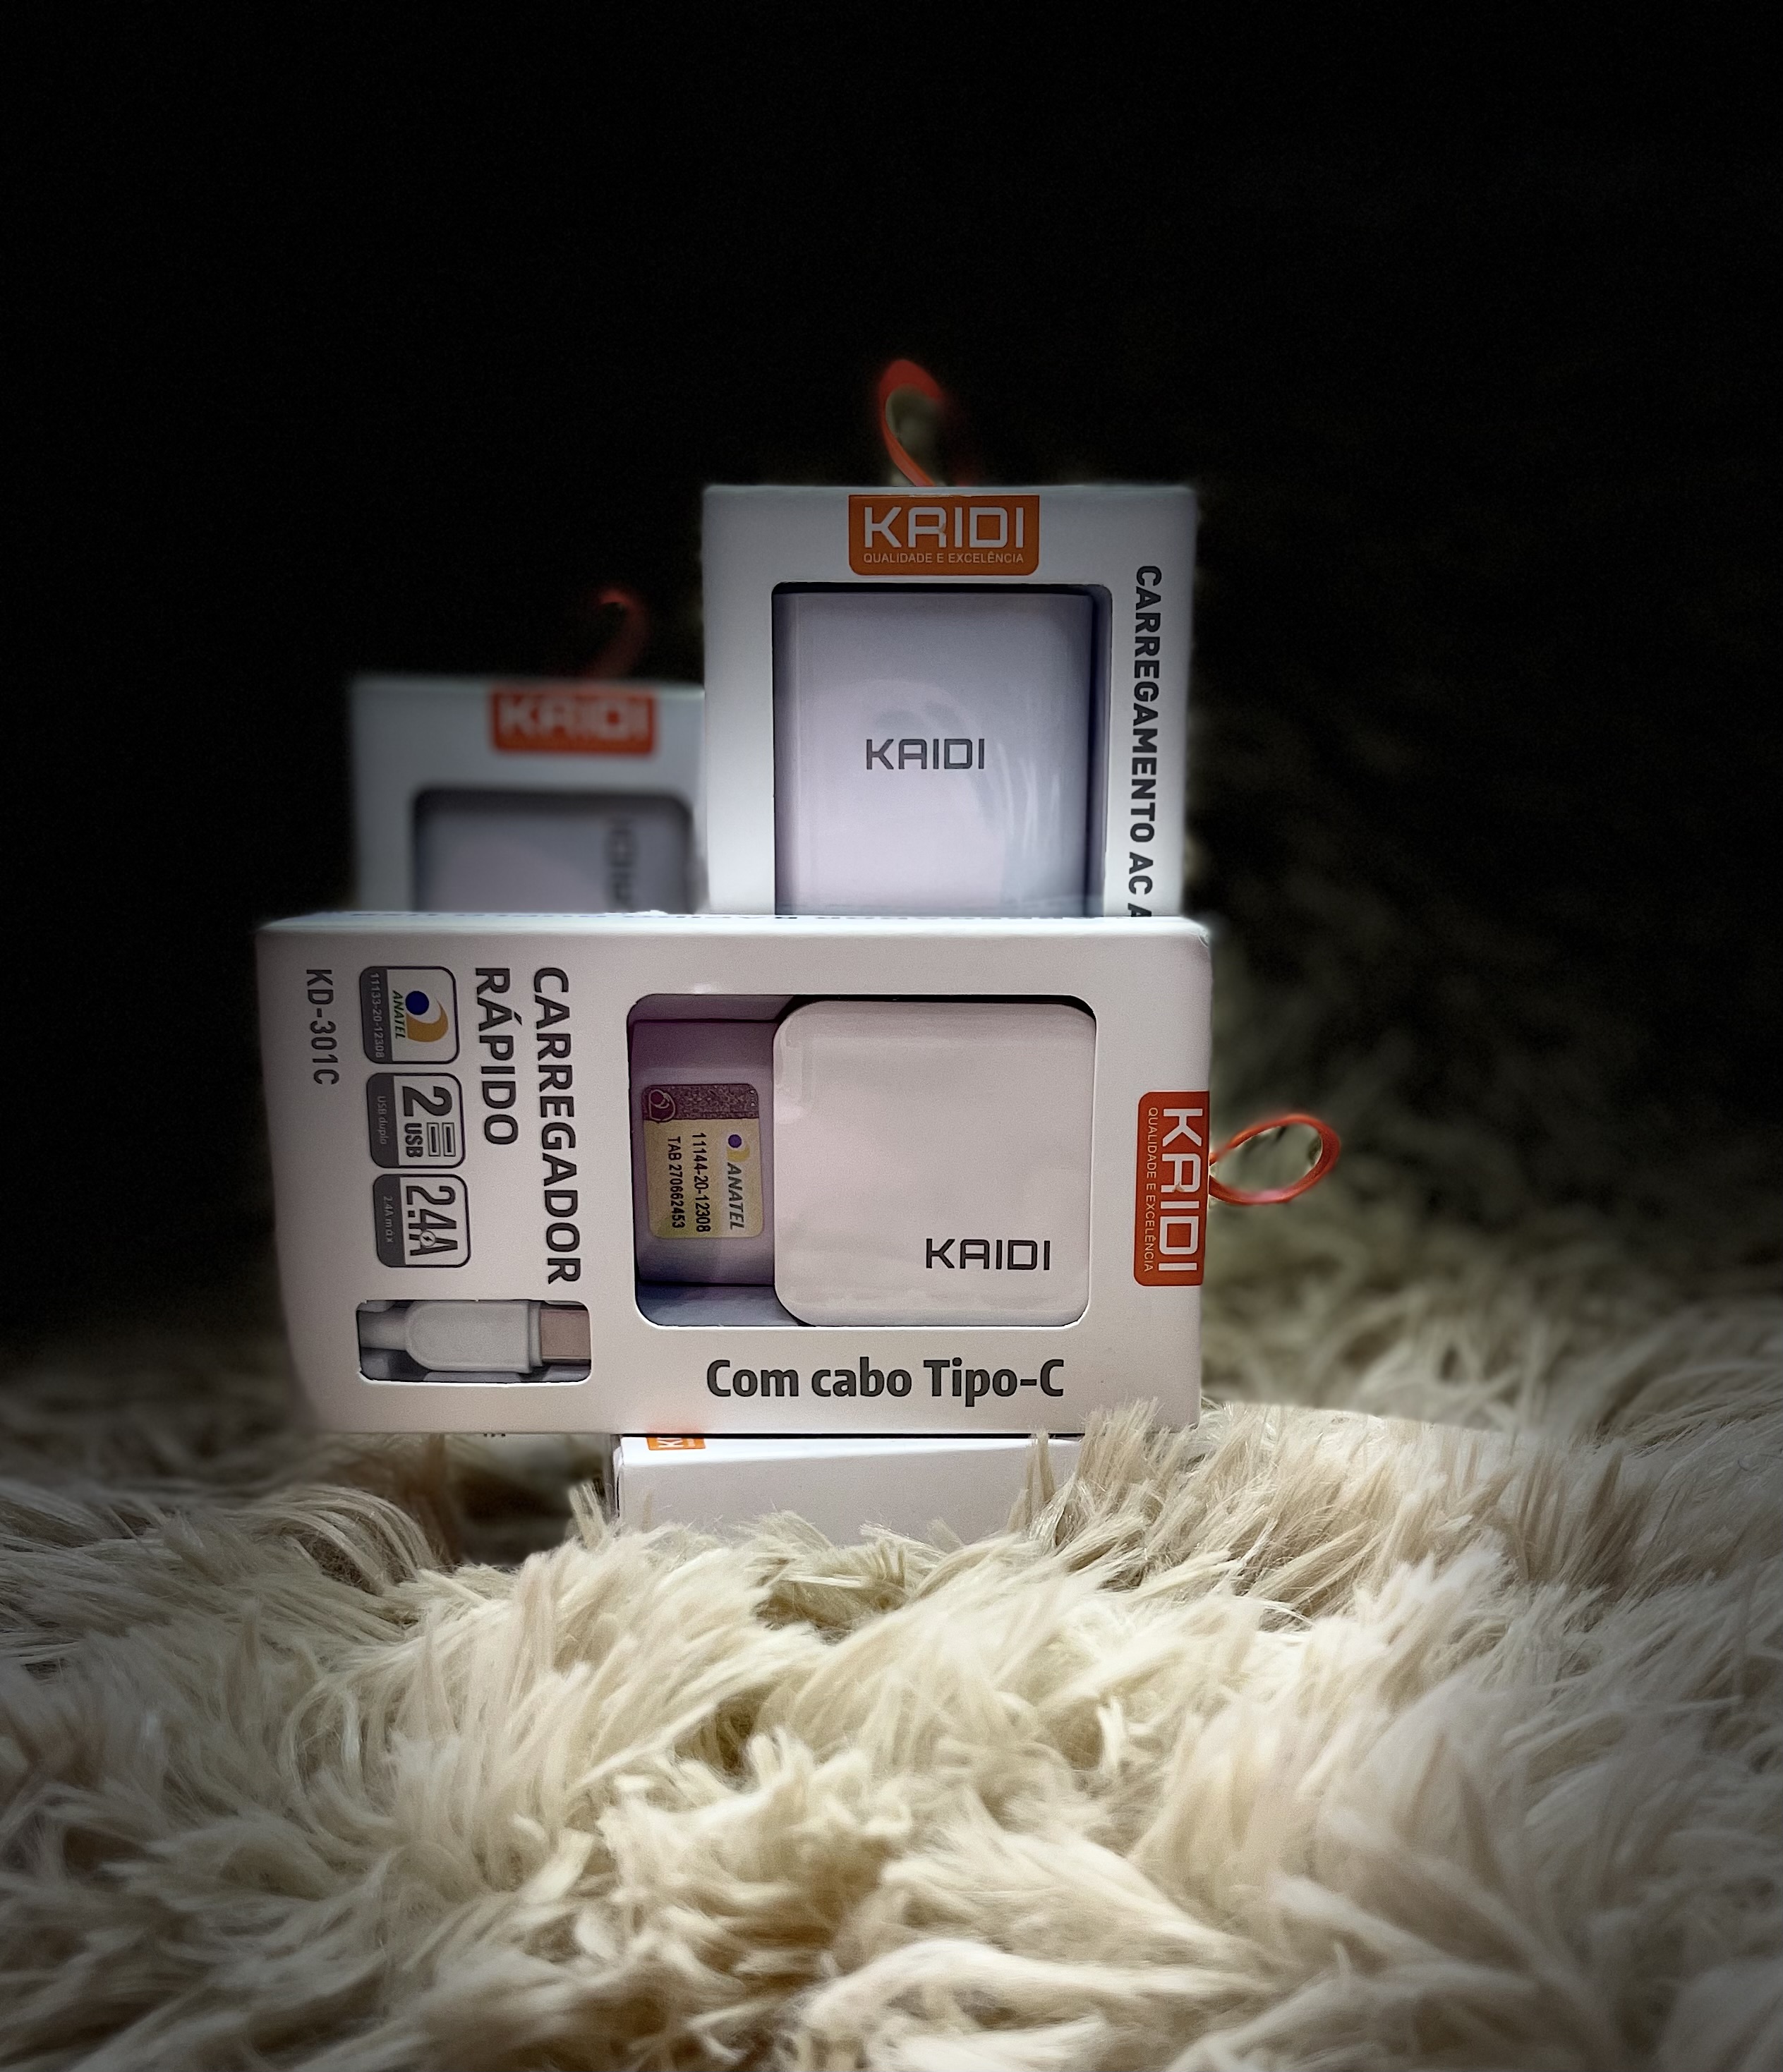 KAIDI
QUALIDADE E EXCELÊNCIA
KAIDI
CARREGAMENTO AC A
KAIDI
KAIDI
QUALIDADE E EXCELÊNCIA
KAIDI
ANATEL
11144-20-12308
TAB 270662453
CARREGADOR
RÁPIDO
ANATEL
11133-20-12308
2 USB
USB duplo
2.4A
2.4A máx
KD-301C
Com cabo Tipo-C